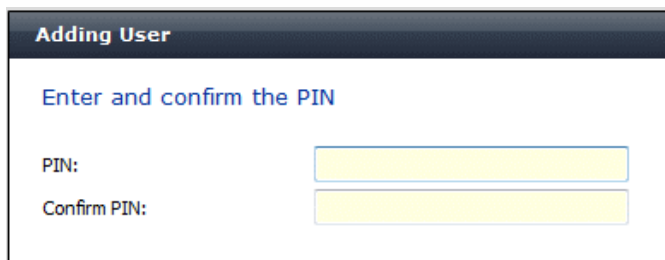 Adding User
Enter and confirm the PIN
PIN:
Confirm PIN: